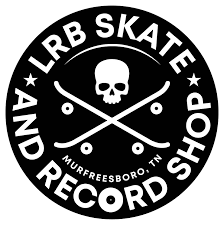 LRB SKATE
MURFREESBORO, TN
AND RECORD SHOP